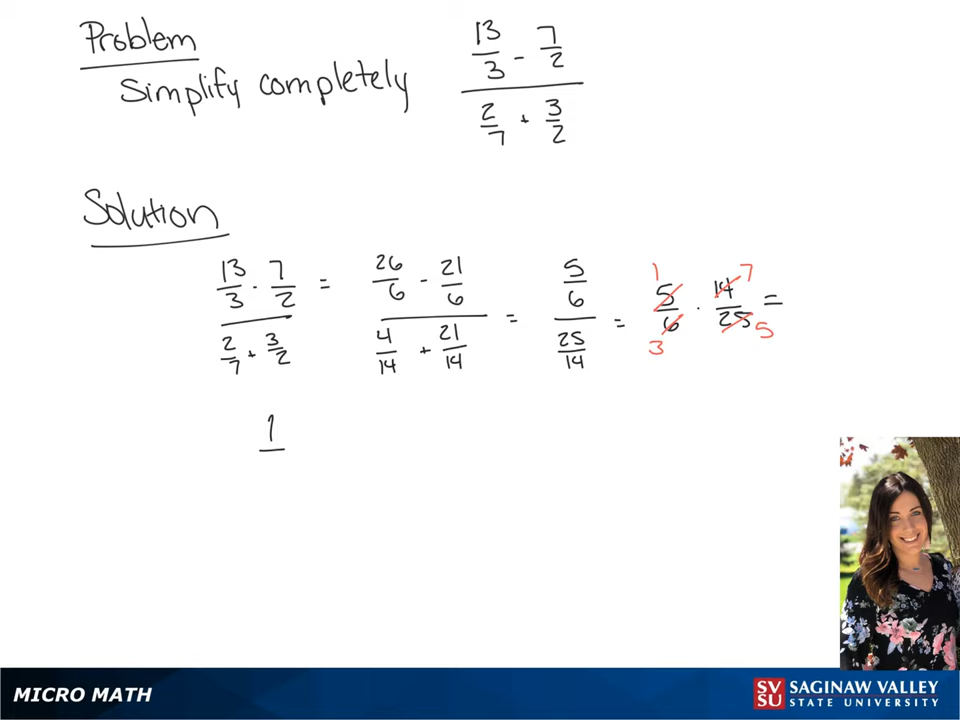 Problem
Simplify completely (13/3 - 7/2) / (2/7 + 3/2)
Solution
(13/3 · 7/2) / (2/7 + 3/2) = (26/6 - 21/6) / (4/14 + 21/14) = (5/6) / (25/14) = 5/6 · 14/25 =
1 7
3 5
1
MICRO MATH
SV SU SAGINAW VALLEY
STATE UNIVERSITY